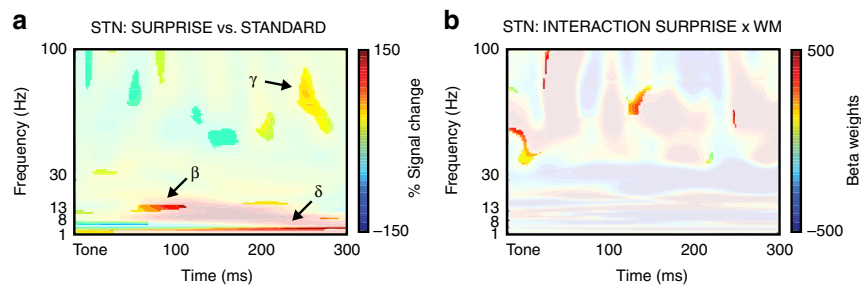 a
STN: SURPRISE vs. STANDARD
100
30
13
8
1
Frequency (Hz)
γ
β
δ
Tone
100
200
300
Time (ms)
150
−150
% Signal change
b
STN: INTERACTION SURPRISE x WM
100
30
13
8
1
Frequency (Hz)
Tone
100
200
300
Time (ms)
500
−500
Beta weights